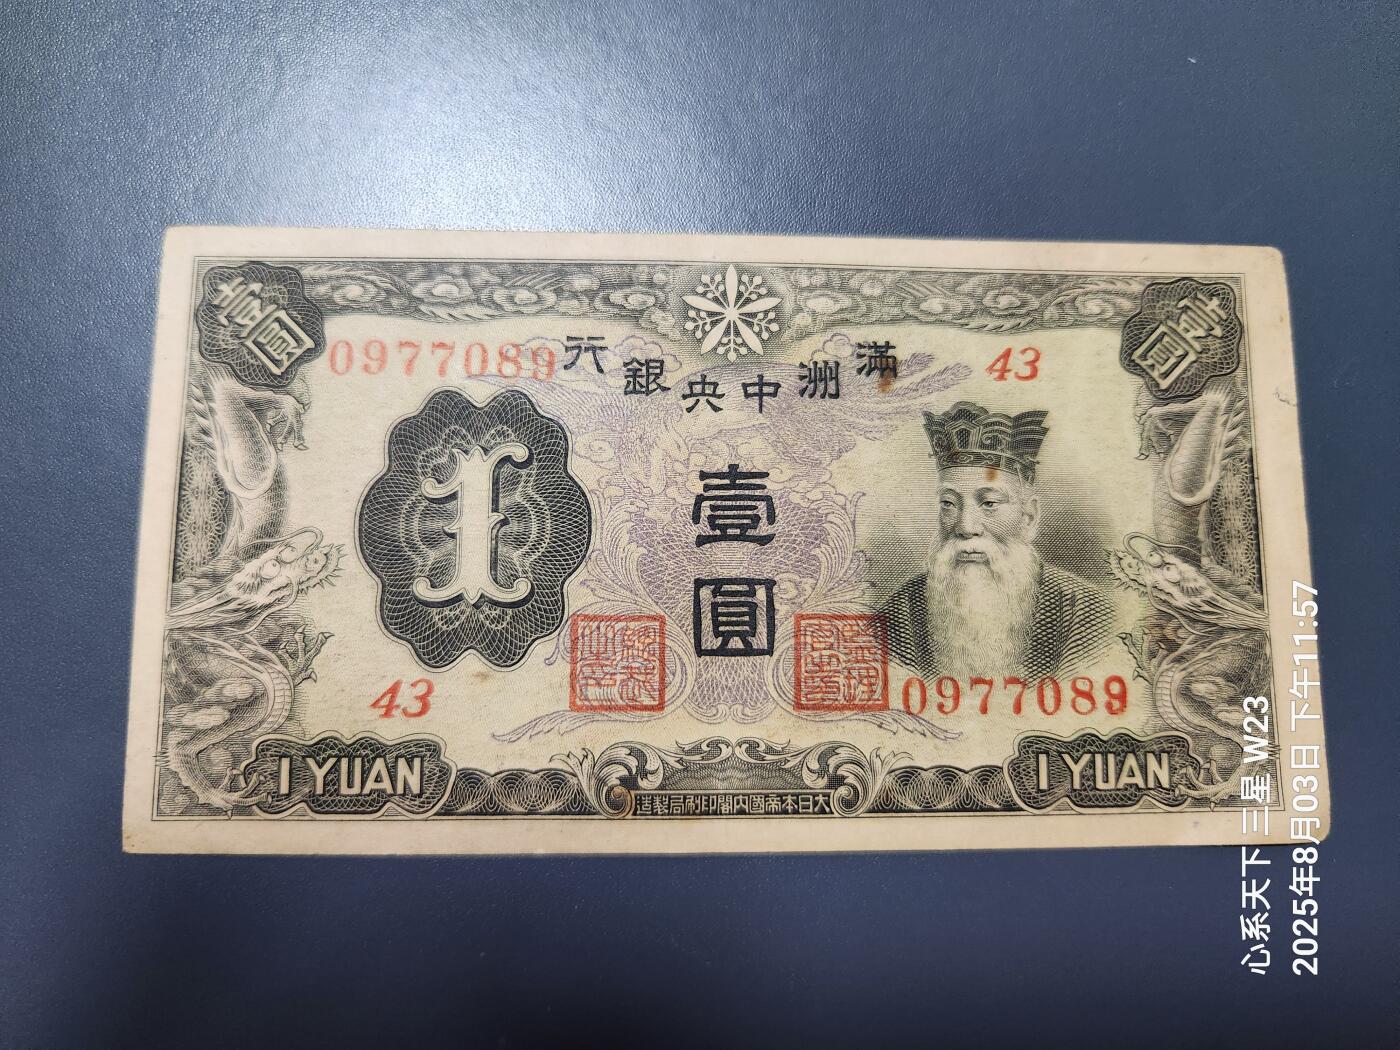 壹圓
壹圓
0977089
滿洲中央銀行
43
1
壹圓
43
0977089
1 YUAN
1 YUAN
大日本帝國內閣印刷局製造
心系天下 三星 W23
2025年8月03日 下午11:57